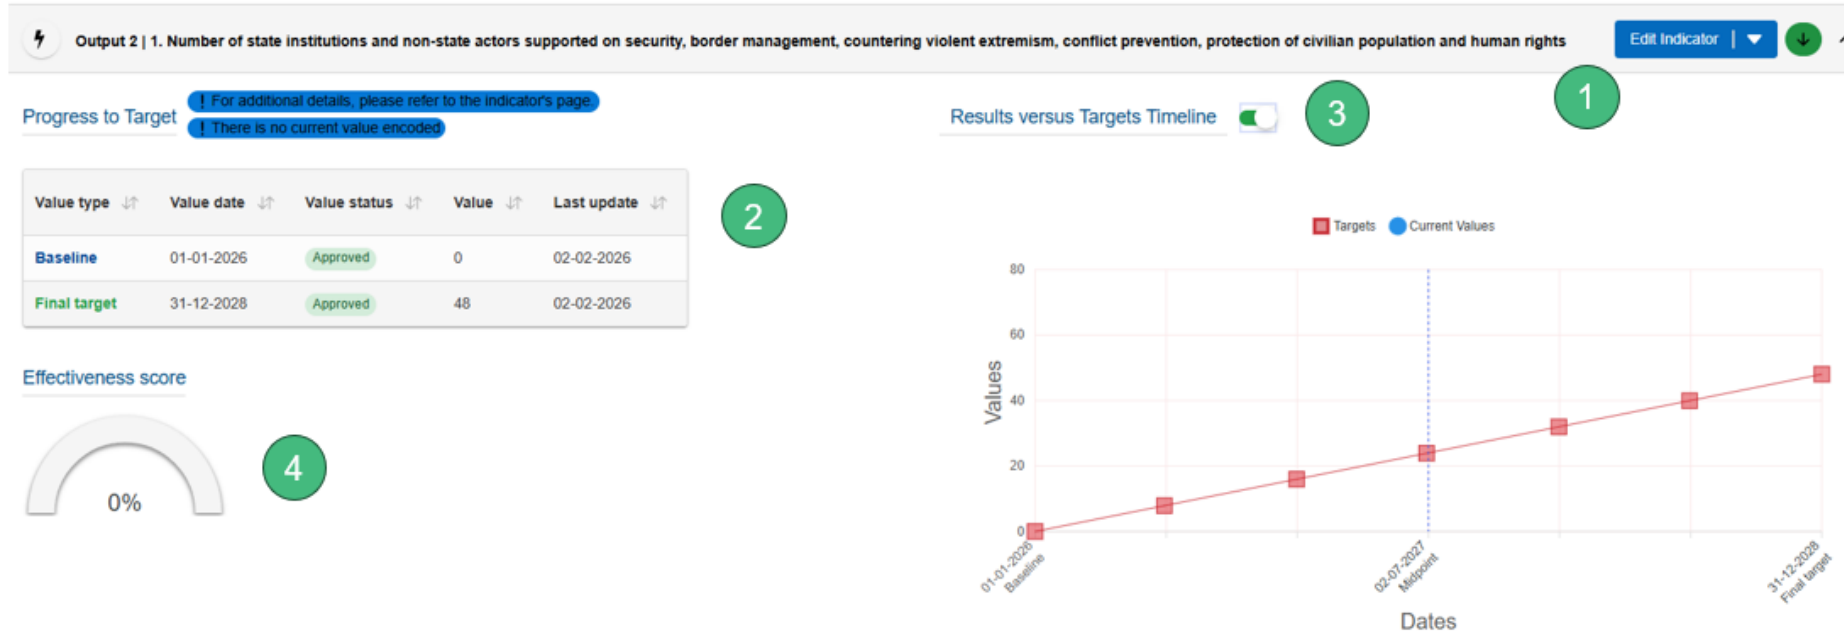 Output 2 | 1. Number of state institutions and non-state actors supported on security, border management, countering violent extremism, conflict prevention, protection of civilian population and human rights
Edit Indicator
1
Progress to Target
! For additional details, please refer to the indicator's page.
! There is no current value encoded
Results versus Targets Timeline
3
Value type Value date Value status Value Last update
2
Baseline 01-01-2026 Approved 0 02-02-2026
Final target 31-12-2028 Approved 48 02-02-2026
Effectiveness score
0%
4
Targets Current Values
80
60
40
20
0
Values
01-01-2026
Baseline
02-07-2027
Midpoint
31-12-2028
Final target
Dates